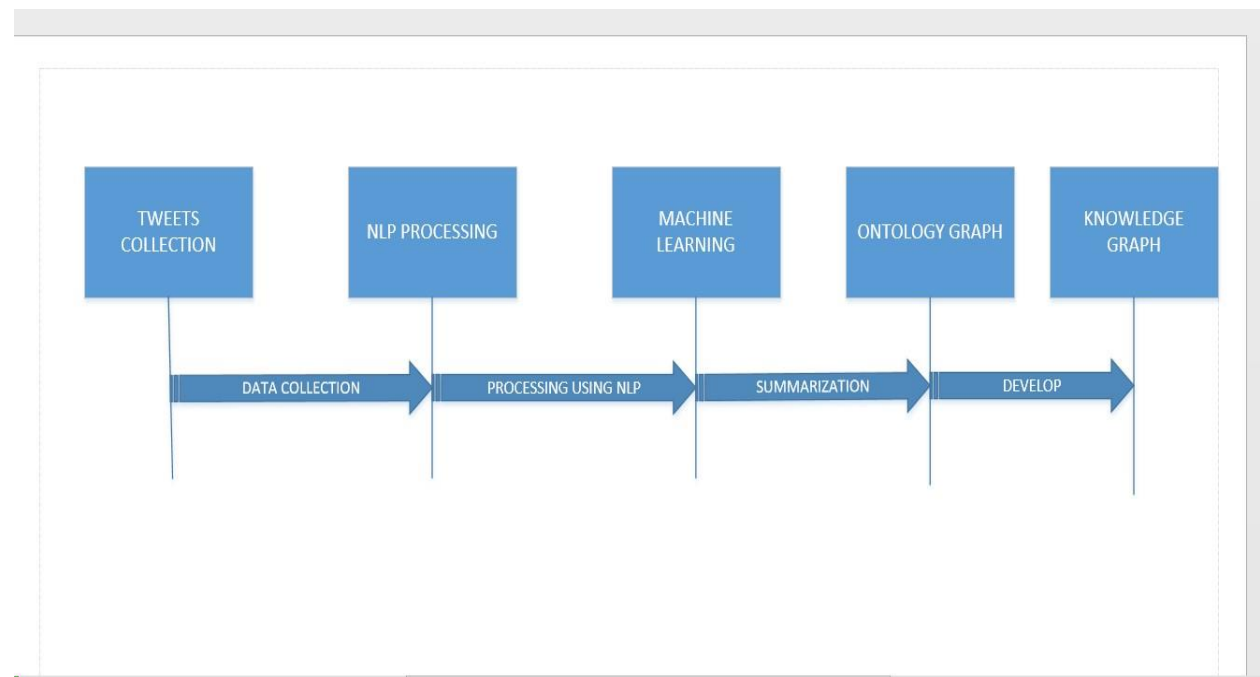 TWEETS
COLLECTION
NLP PROCESSING
MACHINE
LEARNING
ONTOLOGY GRAPH
KNOWLEDGE
GRAPH
DATA COLLECTION
PROCESSING USING NLP
SUMMARIZATION
DEVELOP